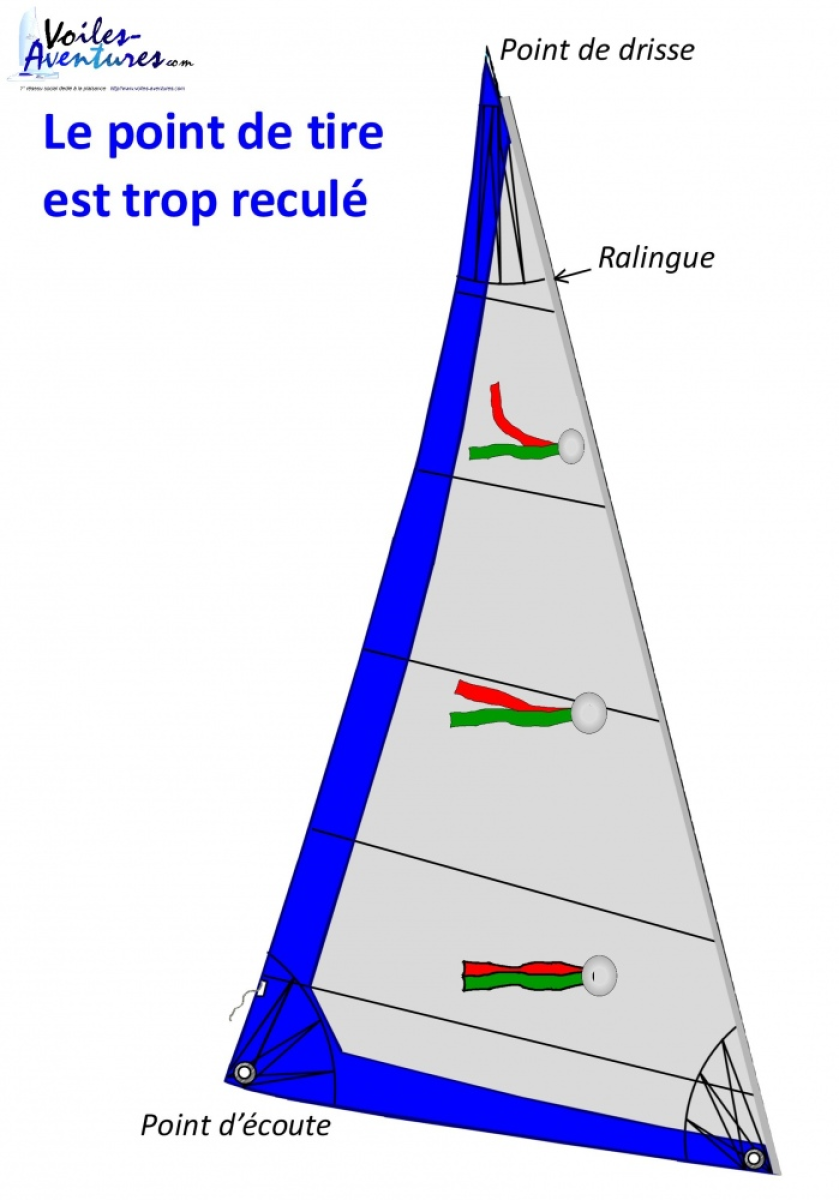 Voiles-
Aventures.com
1° réseau social dédié à la plaisance http://www.voiles-aventures.com
Point de drisse
Le point de tire
est trop reculé
Ralingue
Point d’écoute